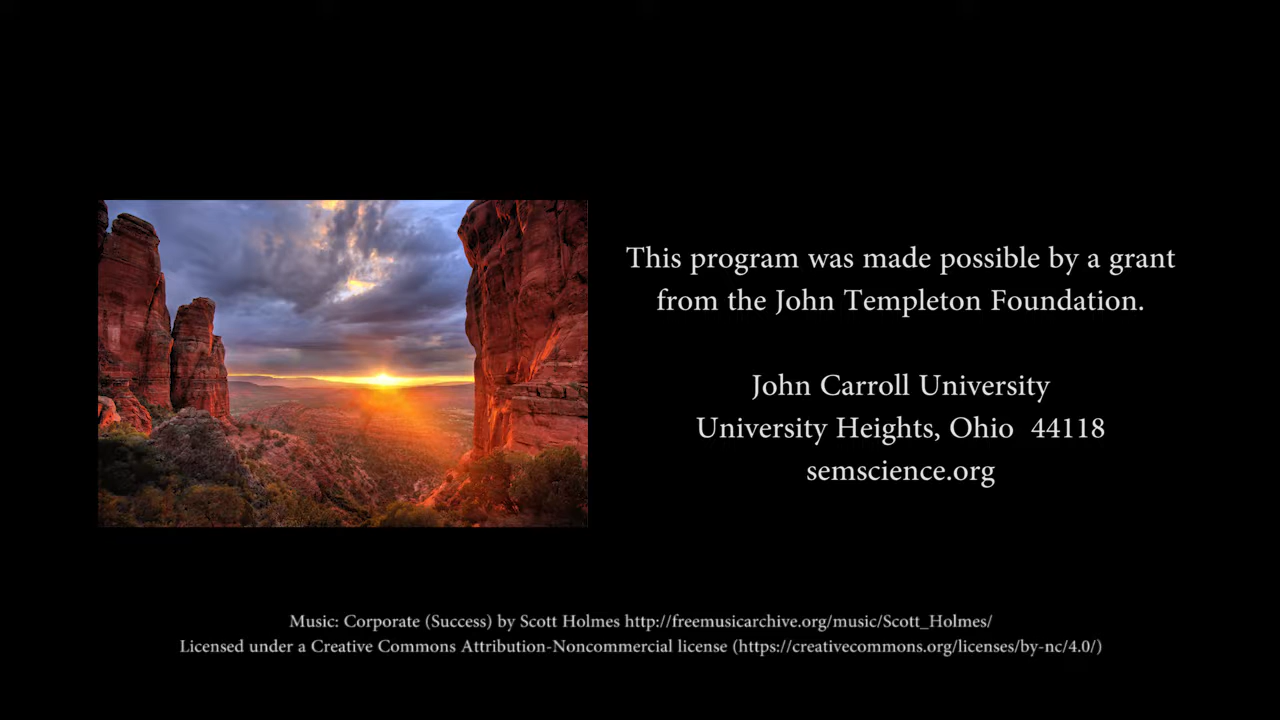 This program was made possible by a grant
from the John Templeton Foundation.
John Carroll University
University Heights, Ohio  44118
semscience.org
Music: Corporate (Success) by Scott Holmes http://freemusicarchive.org/music/Scott_Holmes/
Licensed under a Creative Commons Attribution-Noncommercial license (https://creativecommons.org/licenses/by-nc/4.0/)